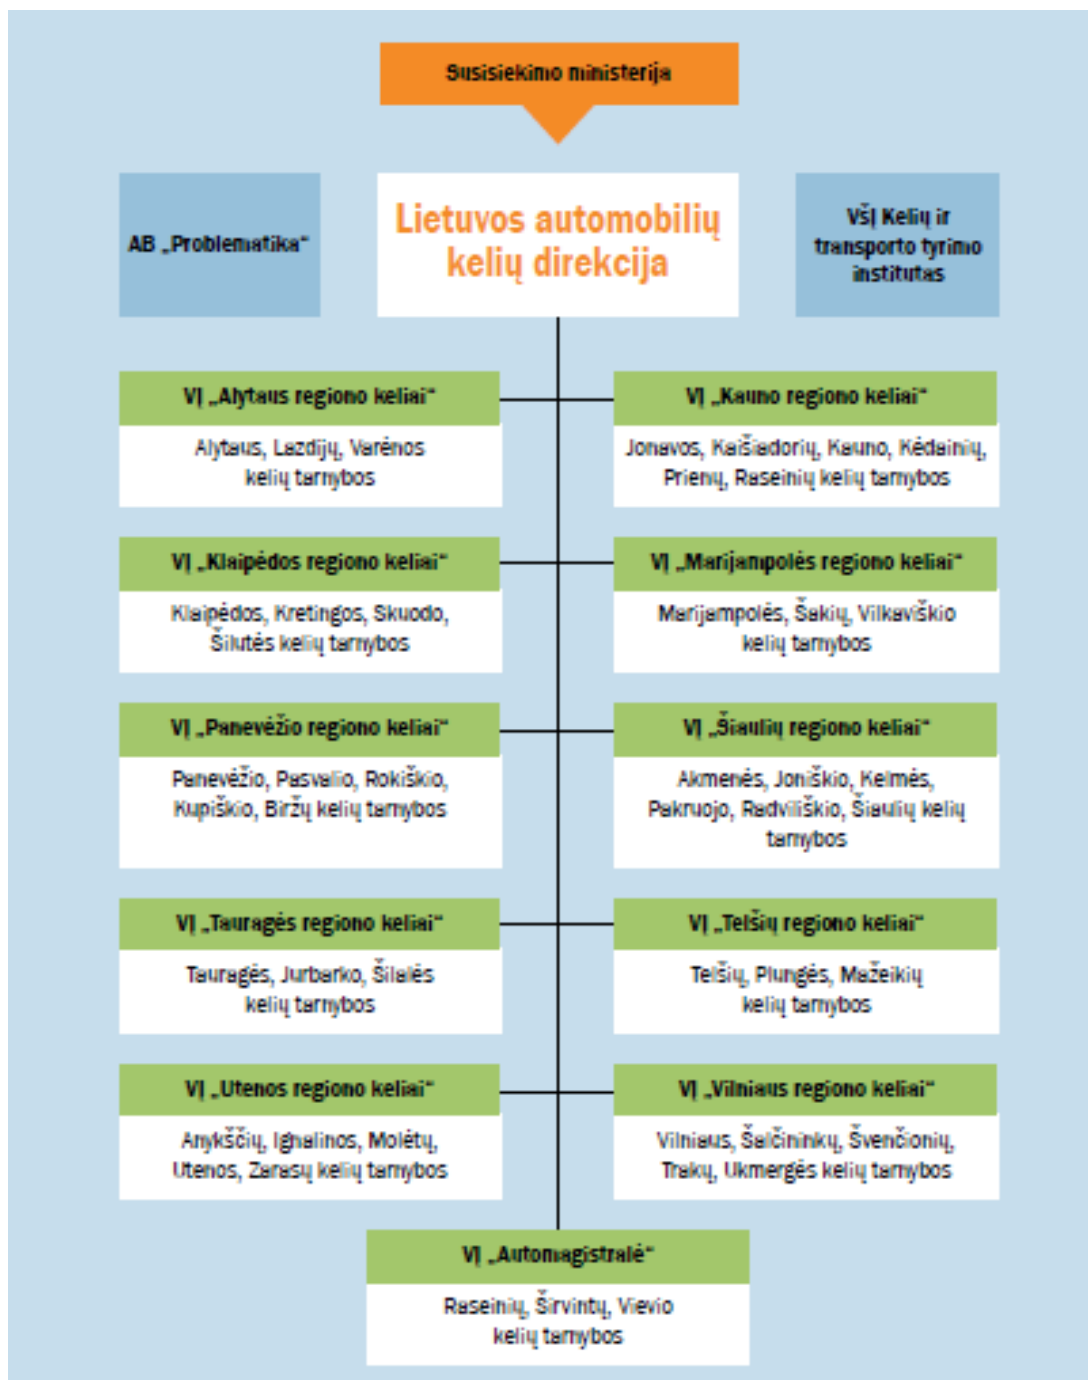 Susisiekimo ministerija
AB „Problematika“
Lietuvos automobilių
kelių direkcija
VšĮ Kelių ir
transporto tyrimo
institutas
VĮ „Alytaus regiono keliai“
Alytaus, Lazdijų, Varėnos
kelių tarnybos
VĮ „Kauno regiono keliai“
Jonavos, Kaišiadorių, Kauno, Kėdainių,
Prienų, Raseinių kelių tarnybos
VĮ „Klaipėdos regiono keliai“
Klaipėdos, Kretingos, Skuodo,
Šilutės kelių tarnybos
VĮ „Marijampolės regiono keliai“
Marijampolės, Šakių, Vilkaviškio
kelių tarnybos
VĮ „Panevėžio regiono keliai“
Panevėžio, Pasvalio, Rokiškio,
Kupiškio, Biržų kelių tarnybos
VĮ „Šiaulių regiono keliai“
Akmenės, Joniškio, Kelmės,
Pakruojo, Radviliškio, Šiaulių kelių
tarnybos
VĮ „Tauragės regiono keliai“
Tauragės, Jurbarko, Šilalės
kelių tarnybos
VĮ „Telšių regiono keliai“
Telšių, Plungės, Mažeikių
kelių tarnybos
VĮ „Utenos regiono keliai“
Anykščių, Ignalinos, Molėtų,
Utenos, Zarasų kelių tarnybos
VĮ „Vilniaus regiono keliai“
Vilniaus, Šalčininkų, Švenčionių,
Trakų, Ukmergės kelių tarnybos
VĮ „Automagistralė“
Raseinių, Širvintų, Vievio
kelių tarnybos